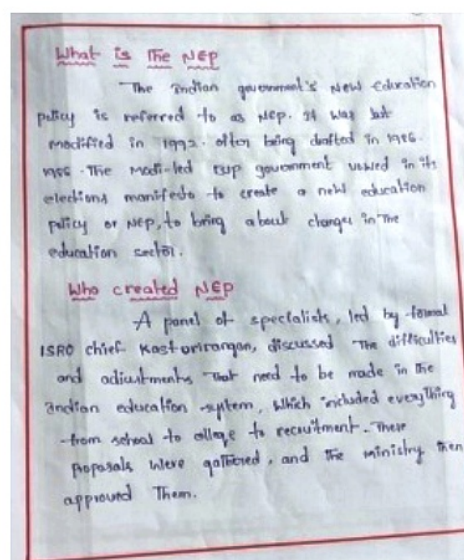 What is The NEP
The Indian government's New Education
policy is referred to as Nep. It was last
modified in 1992. after being drafted in 1986.
1986. The Modi-led BJP government vowed in its
elections manifesto to create a new education
policy or NEP, to bring about changes in The
education sector.
Who created NEP
A panel of specialists, led by formal
ISRO chief Kasturirangan, discussed The difficulties
and adjustments That need to be made in the
Indian education system, which included everything
from school to college to recruitment. These
proposals were gathered, and the ministry then
approved Them.